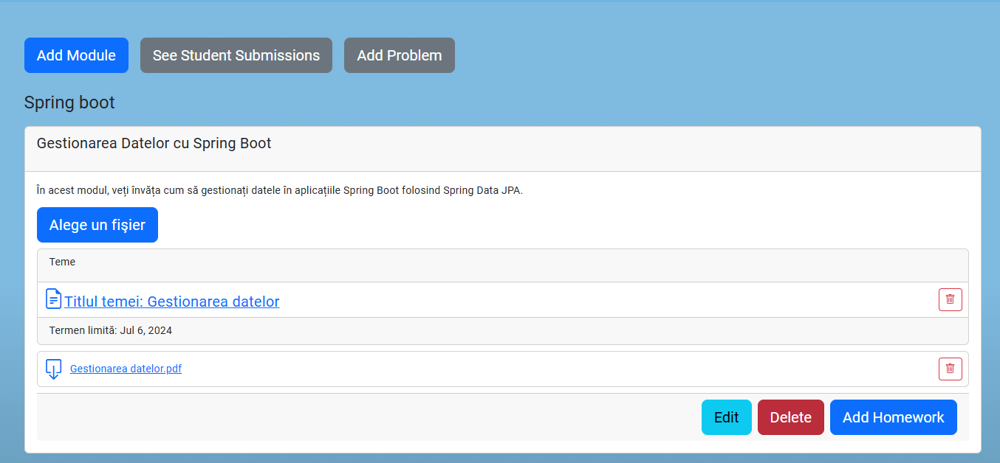 Add Module See Student Submissions Add Problem
Spring boot
Gestionarea Datelor cu Spring Boot
În acest modul, veți învăța cum să gestionați datele în aplicațiile Spring Boot folosind Spring Data JPA.
Alege un fişier
Teme
Titlul temei: Gestionarea datelor
Termen limită: Jul 6, 2024
Gestionarea datelor.pdf
Edit Delete Add Homework